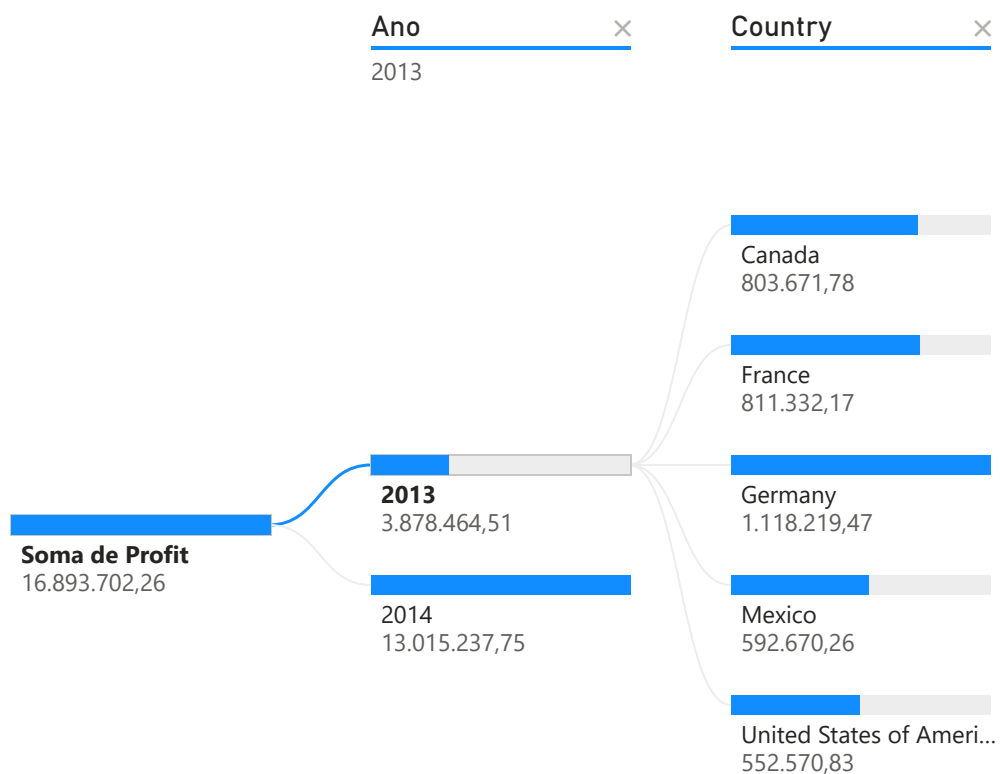 Ano
Country
2013
Canada
803.671,78
France
811.332,17
2013
3.878.464,51
Germany
1.118.219,47
Soma de Profit
16.893.702,26
2014
13.015.237,75
Mexico
592.670,26
United States of Ameri...
552.570,83